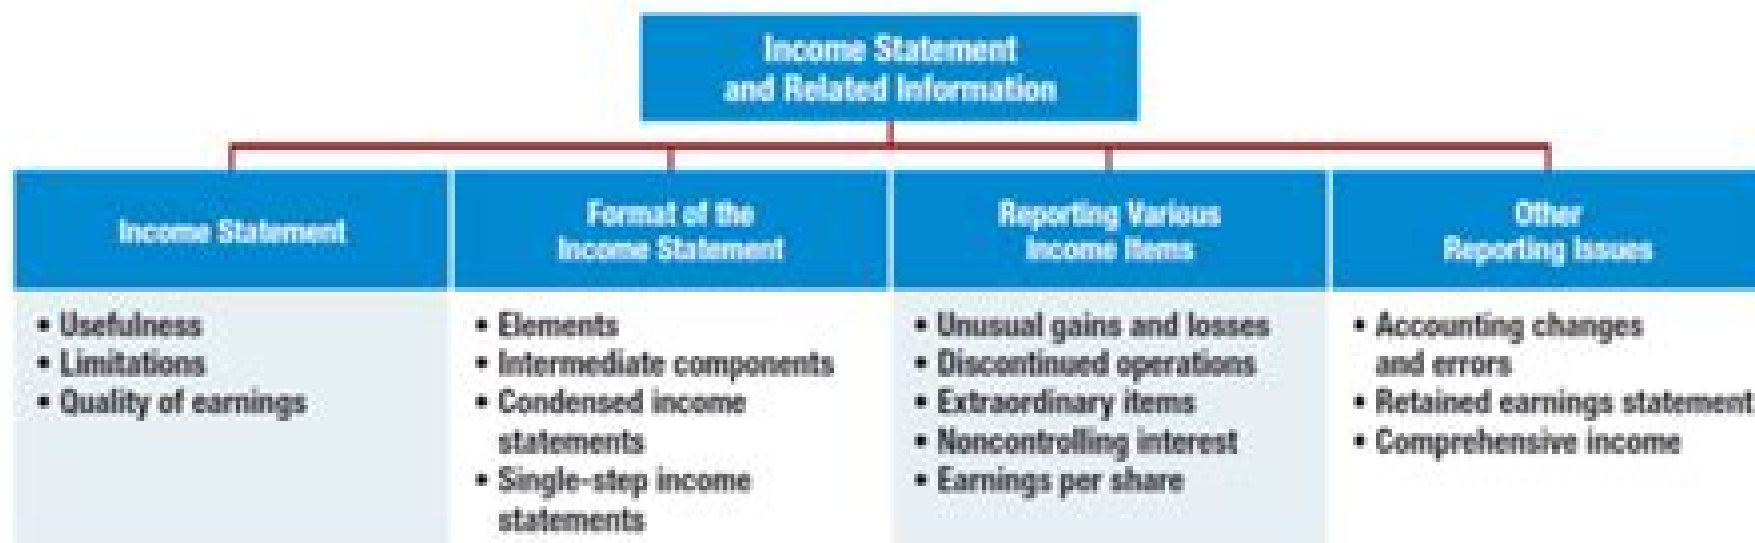 Income Statement
and Related Information
Income Statement
• Usefulness
• Limitations
• Quality of earnings
Format of the
Income Statement
• Elements
• Intermediate components
• Condensed income
statements
• Single-step income
statements
Reporting Various
Income Items
• Unusual gains and losses
• Discontinued operations
• Extraordinary items
• Noncontrolling interest
• Earnings per share
Other
Reporting Issues
• Accounting changes
and errors
• Retained earnings statement
• Comprehensive income